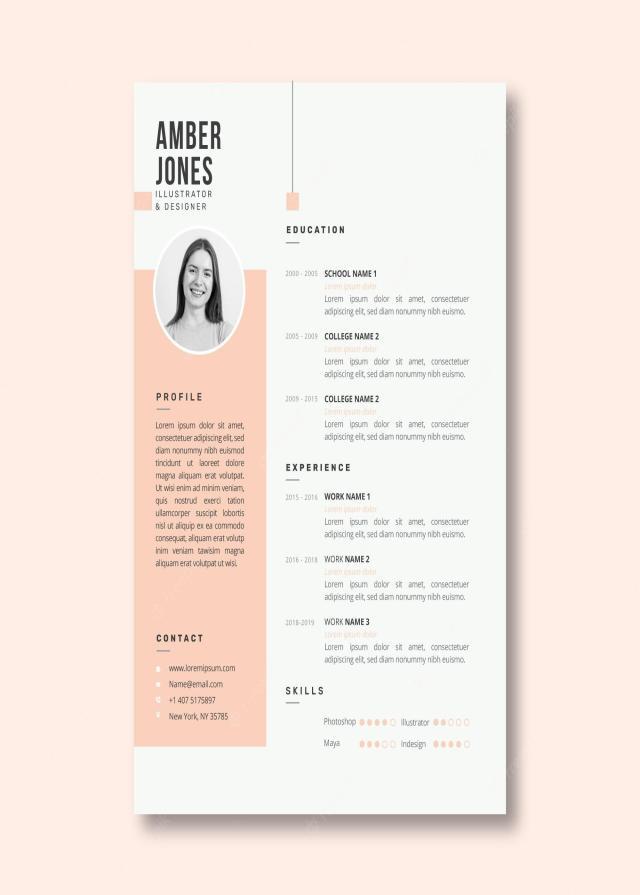 AMBER
JONES
ILLUSTRATOR
& DESIGNER
PROFILE
Lorem ipsum dolor sit amet,
consectetuer adipiscing elit, sed
diam nonummy nibh euismod
tincidunt ut laoreet dolore
magna aliquam erat volutpat.
Ut wisi enim ad minim veniam,
quis nostrud exerci tation
ullamcorper suscipit lobortis
nisl ut aliquip ex ea commodo
consequat, aliquam erat volutp
inim veniam tawisim magna
aliquam erat volutpat ut wisi.
CONTACT
www.loremipsum.com
Name@email.com
+1 407 5175897
New York, NY 35785
EDUCATION
2000 - 2005 SCHOOL NAME 1
Lorem ipsum dolor
Lorem ipsum dolor sit amet, consectetuer
adipiscing elit, sed diam nonummy nibh euismo.
2005 - 2009 COLLEGE NAME 2
Lorem ipsum dolor
Lorem ipsum dolor sit amet, consectetuer
adipiscing elit, sed diam nonummy nibh euismo.
2009 - 2015 COLLEGE NAME 2
Lorem ipsum dolor
Lorem ipsum dolor sit amet, consectetuer
adipiscing elit, sed diam nonummy nibh euismo.
EXPERIENCE
2015 - 2016 WORK NAME 1
Lorem ipsum dolor
Lorem ipsum dolor sit amet, consectetuer
adipiscing elit, sed diam nonummy nibh euismo.
2016 - 2018 WORK NAME 2
Lorem ipsum dolor
Lorem ipsum dolor sit amet, consectetuer
adipiscing elit, sed diam nonummy nibh euismo.
2018-2019 WORK NAME 3
Lorem ipsum dolor
Lorem ipsum dolor sit amet, consectetuer
adipiscing elit, sed diam nonummy nibh euismo.
SKILLS
Photoshop Illustrator
Maya Indesign